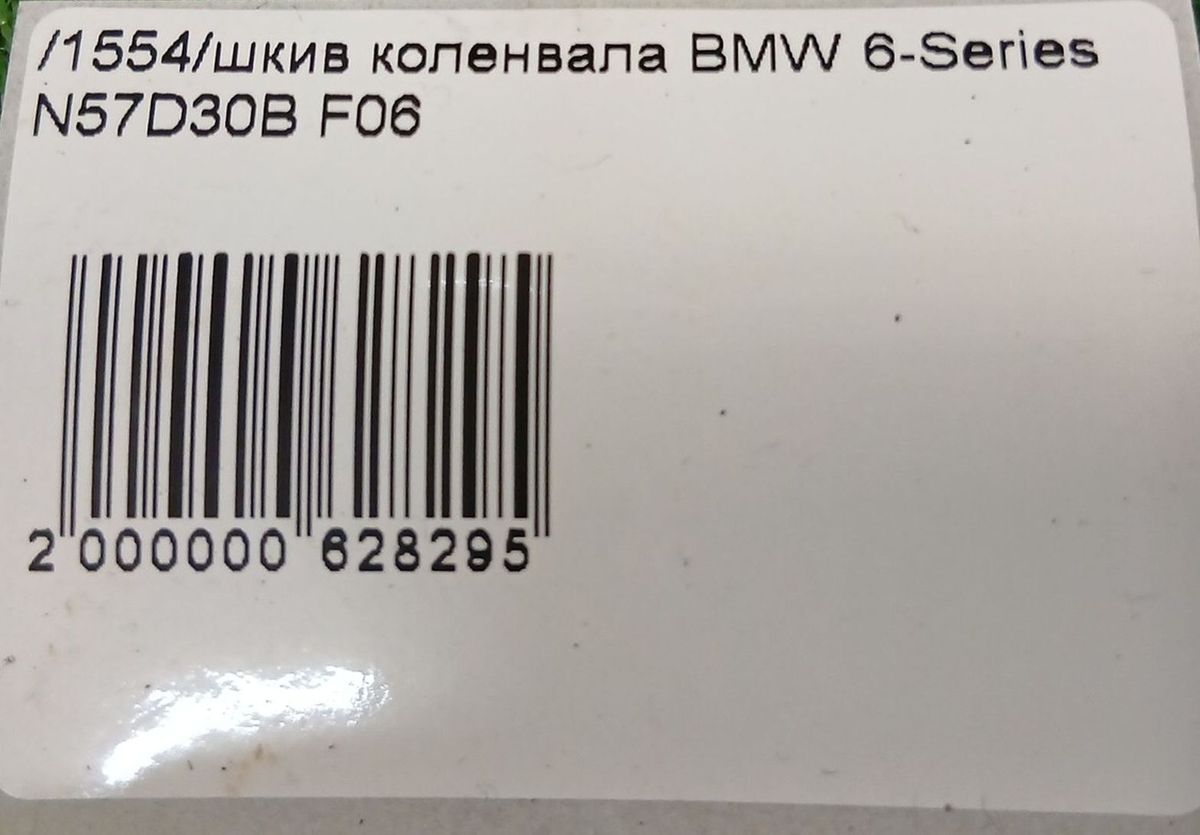 /1554/шкив коленвала BMW 6-Series
N57D30B F06
2 000000 628295